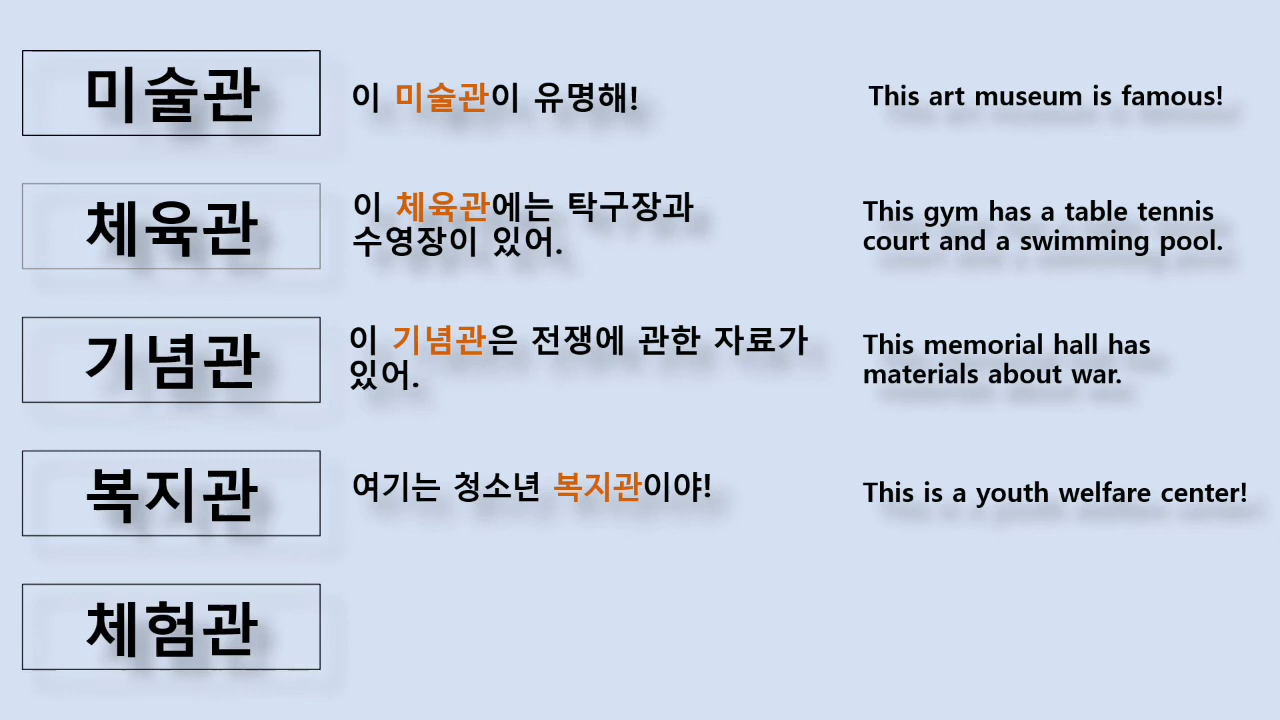 미술관
이 미술관이 유명해!
This art museum is famous!
체육관
이 체육관에는 탁구장과
수영장이 있어.
This gym has a table tennis
court and a swimming pool.
기념관
이 기념관은 전쟁에 관한 자료가
있어.
This memorial hall has
materials about war.
복지관
여기는 청소년 복지관이야!
This is a youth welfare center!
체험관